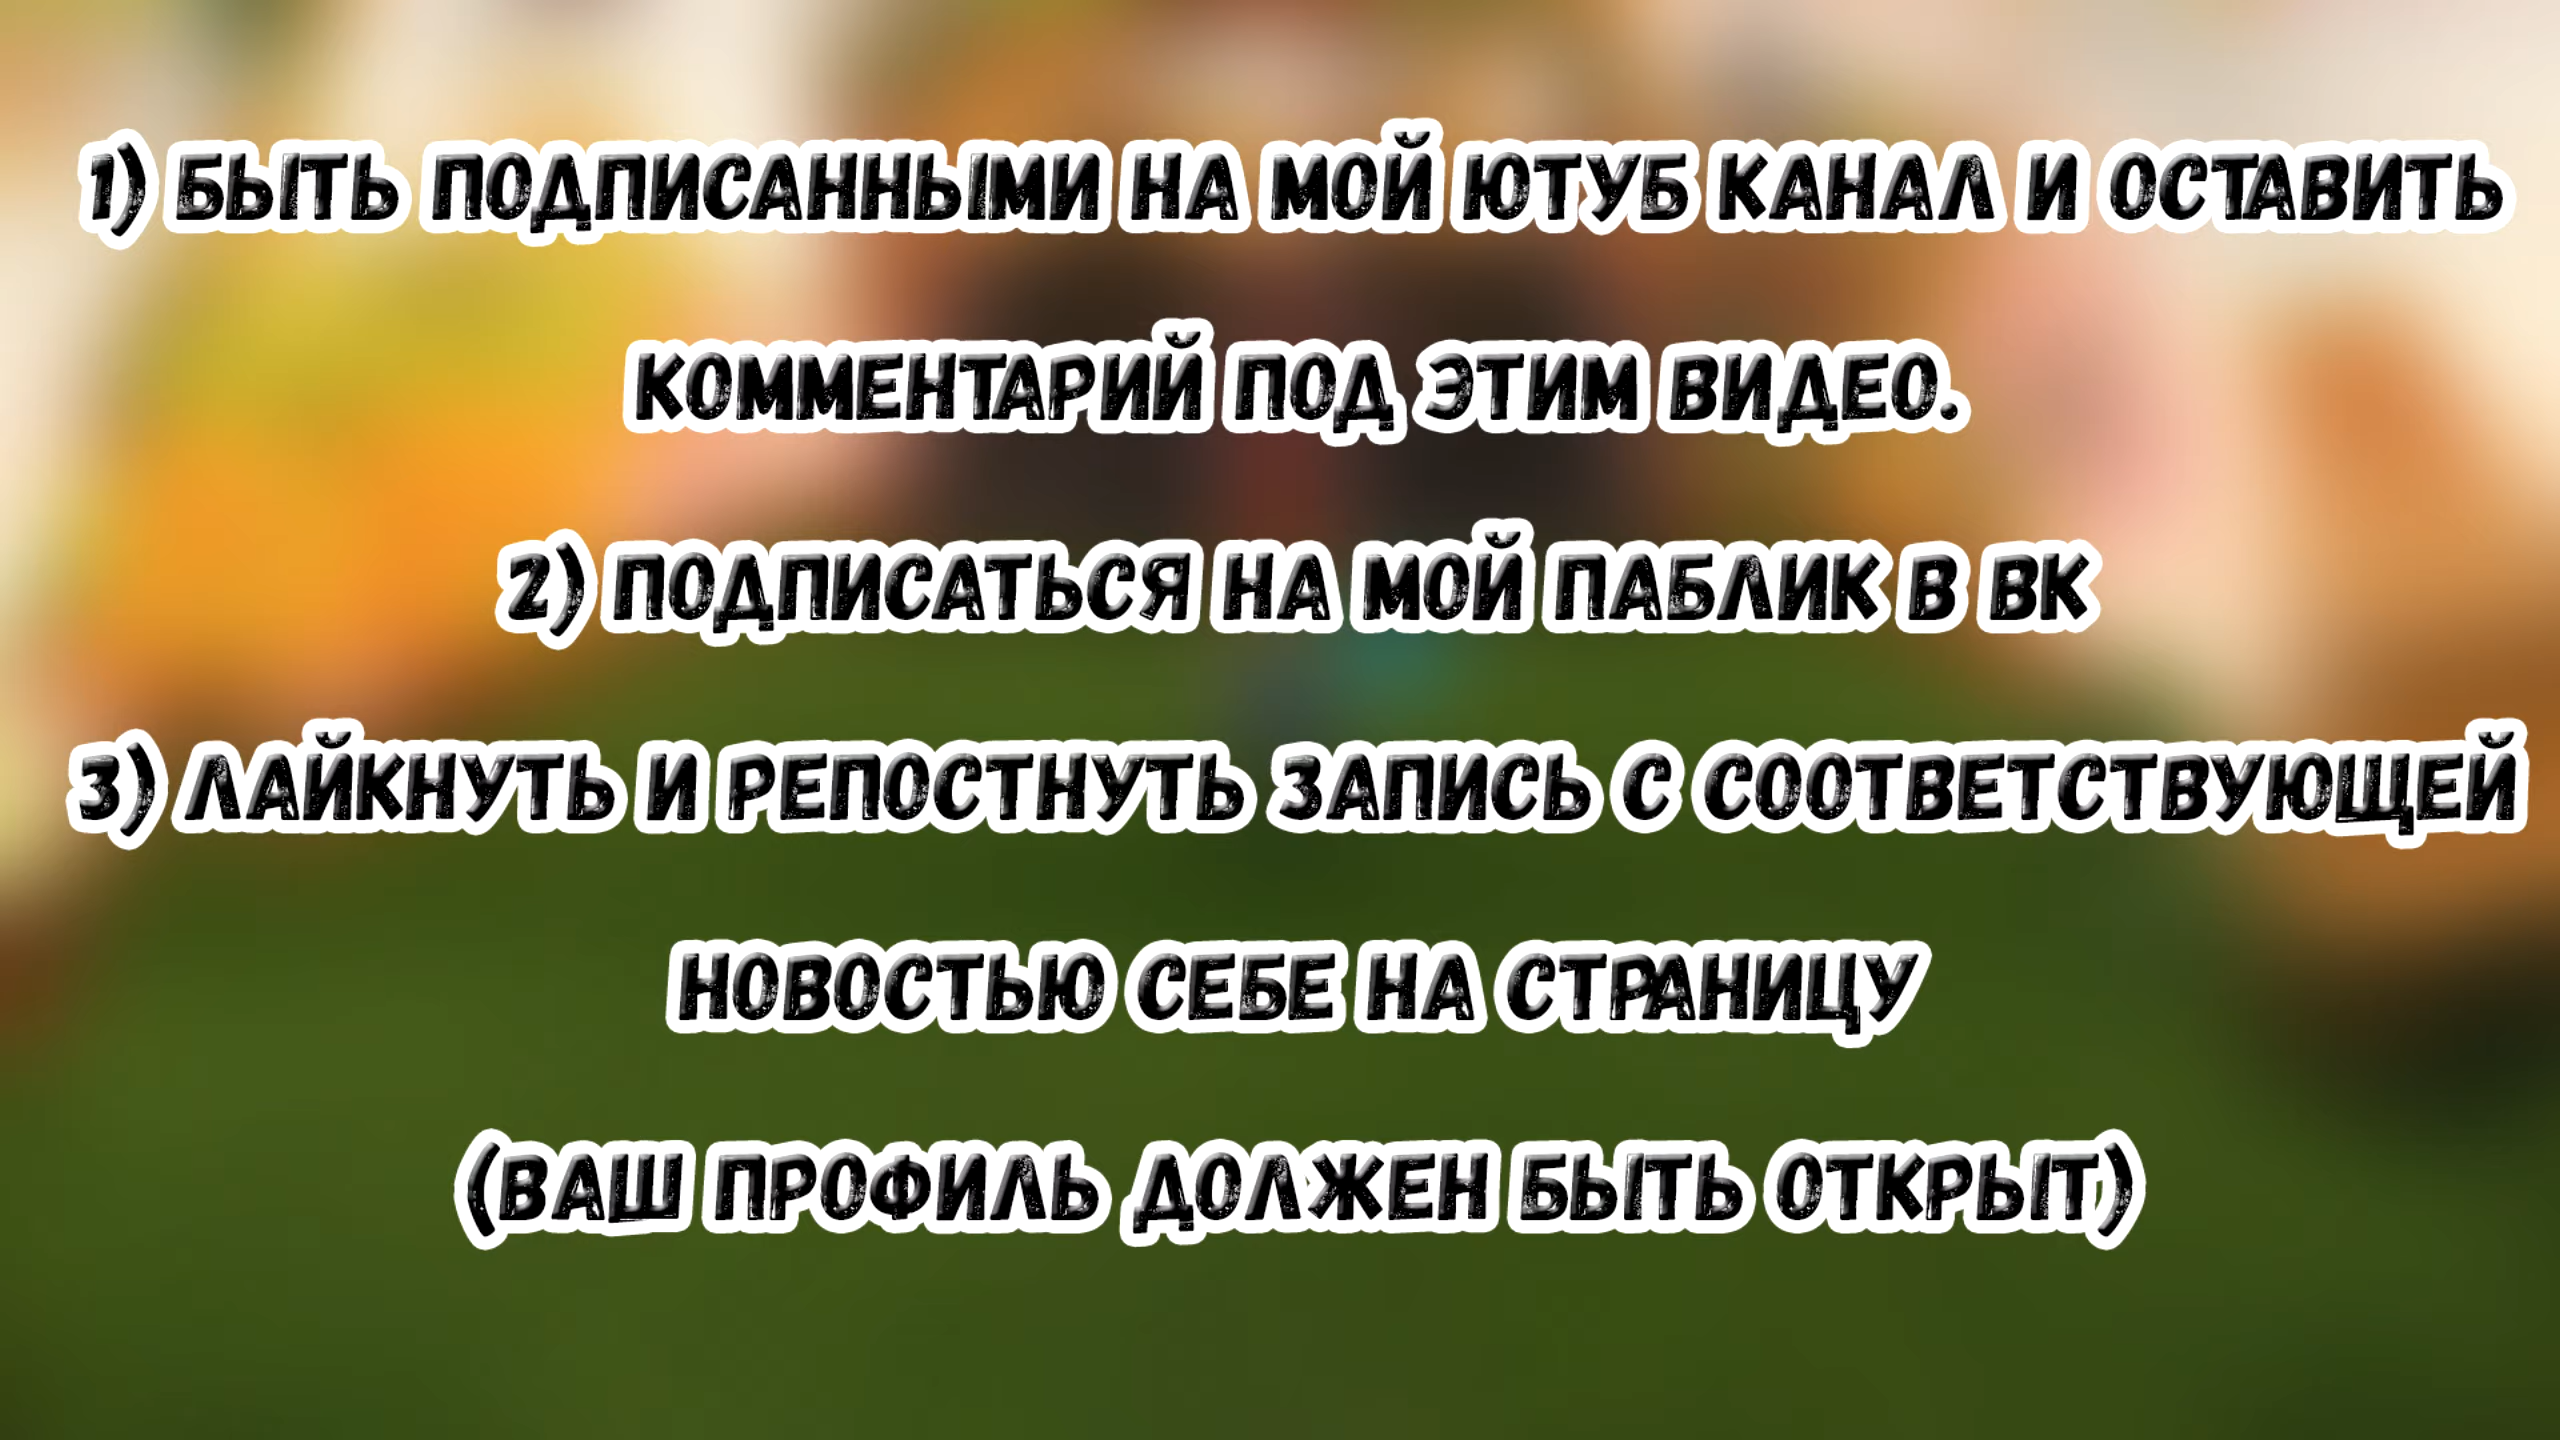 1) БЫТЬ ПОДПИСАННЫМИ НА МОЙ ЮТУБ КАНАЛ И ОСТАВИТЬ
КОММЕНТАРИЙ ПОД ЭТИМ ВИДЕО.
2) ПОДПИСАТЬСЯ НА МОЙ ПАБЛИК В ВК
3) ЛАЙКНУТЬ И РЕПОСТНУТЬ ЗАПИСЬ С СООТВЕТСТВУЮЩЕЙ
НОВОСТЬЮ СЕБЕ НА СТРАНИЦУ
(ВАШ ПРОФИЛЬ ДОЛЖЕН БЫТЬ ОТКРЫТ)